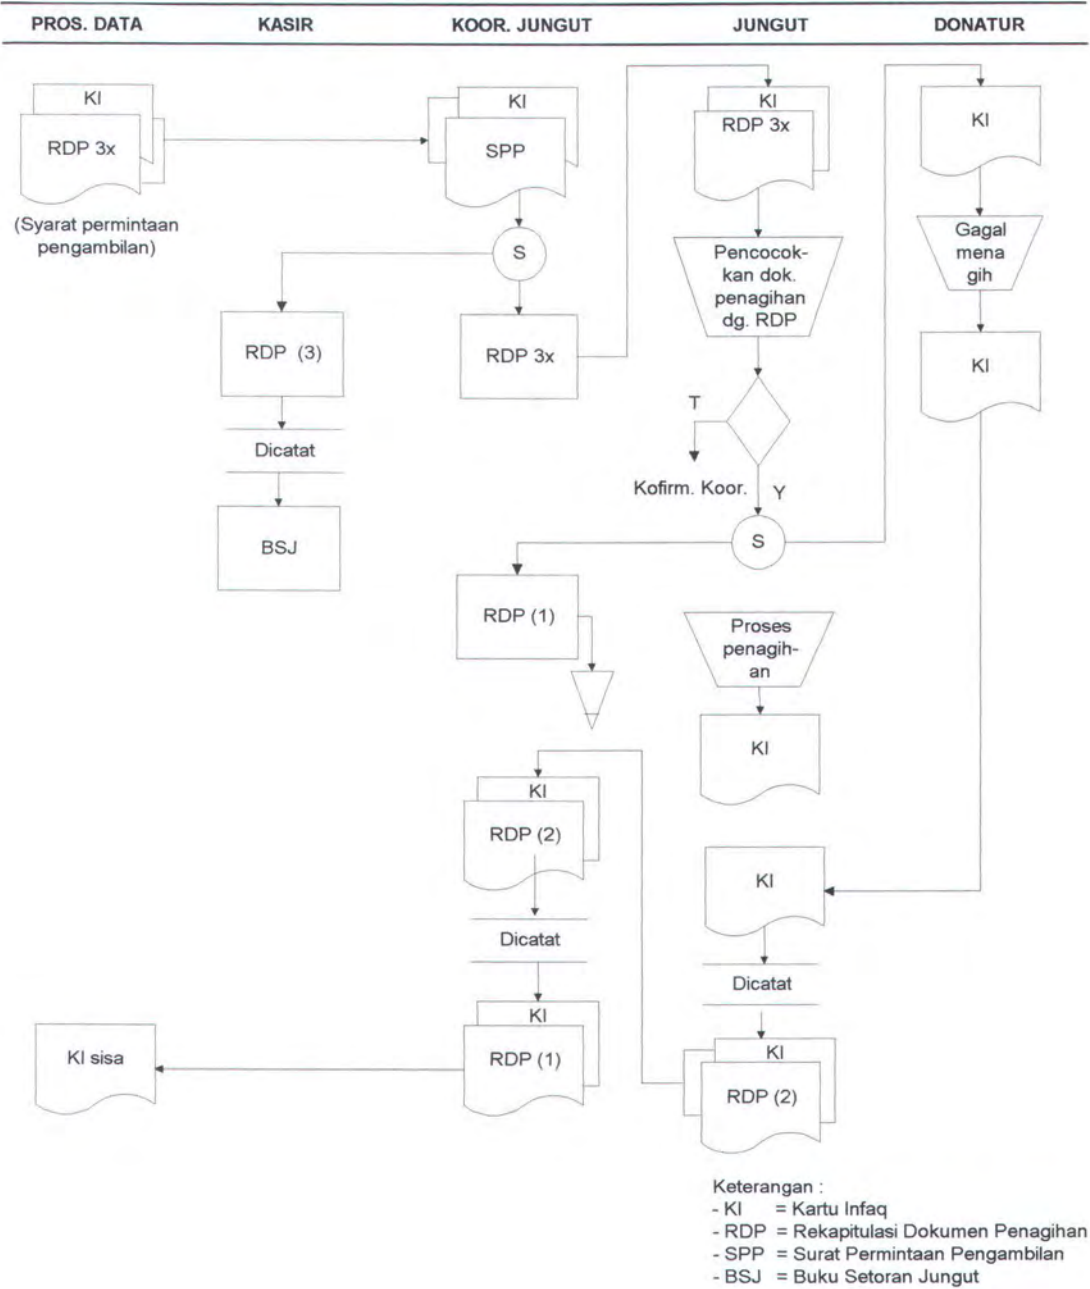 PROS. DATA KASIR KOOR. JUNGUT JUNGUT DONATUR
KI
RDP 3x
(Syarat permintaan
pengambilan)
KI
SPP
S
RDP 3x
RDP (3)
Dicatat
BSJ
KI
RDP 3x
Pencocok-
kan dok.
penagihan
dg. RDP
T
Kofirm. Koor.
Y
S
KI
Gagal
mena
gih
KI
RDP (1)
Proses
penagih-
an
KI
KI
Dicatat
KI
RDP (2)
KI
RDP (2)
Dicatat
KI
RDP (1)
KI sisa
Keterangan :
- KI = Kartu Infaq
- RDP = Rekapitulasi Dokumen Penagihan
- SPP = Surat Permintaan Pengambilan
- BSJ = Buku Setoran Jungut